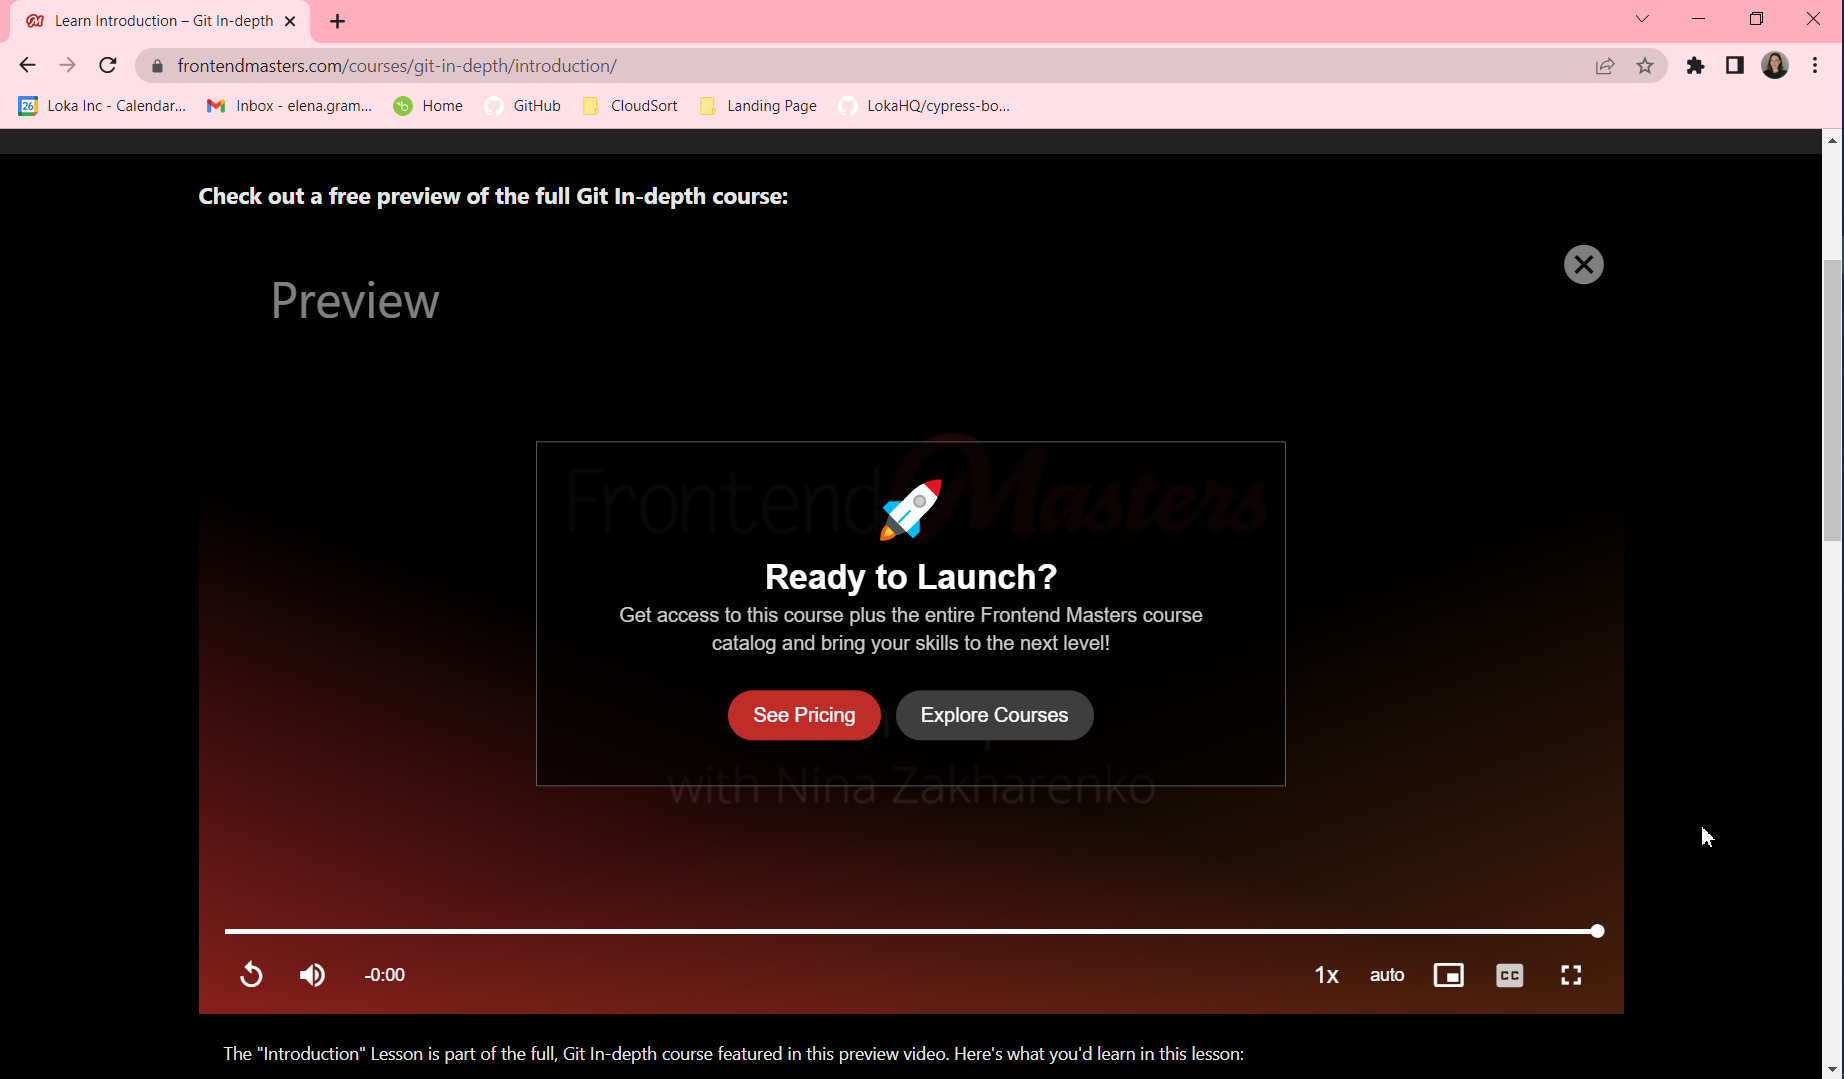 Learn Introduction – Git In-depth
frontendmasters.com/courses/git-in-depth/introduction/
26 Loka Inc - Calendar... Inbox - elena.gram... Home GitHub CloudSort Landing Page LokaHQ/cypress-bo...
Check out a free preview of the full Git In-depth course:
Preview
Frontend Masters
Ready to Launch?
Get access to this course plus the entire Frontend Masters course
catalog and bring your skills to the next level!
See Pricing Explore Courses
with Nina Zakharenko
-0:00 1x auto CC
The "Introduction" Lesson is part of the full, Git In-depth course featured in this preview video. Here's what you'd learn in this lesson: